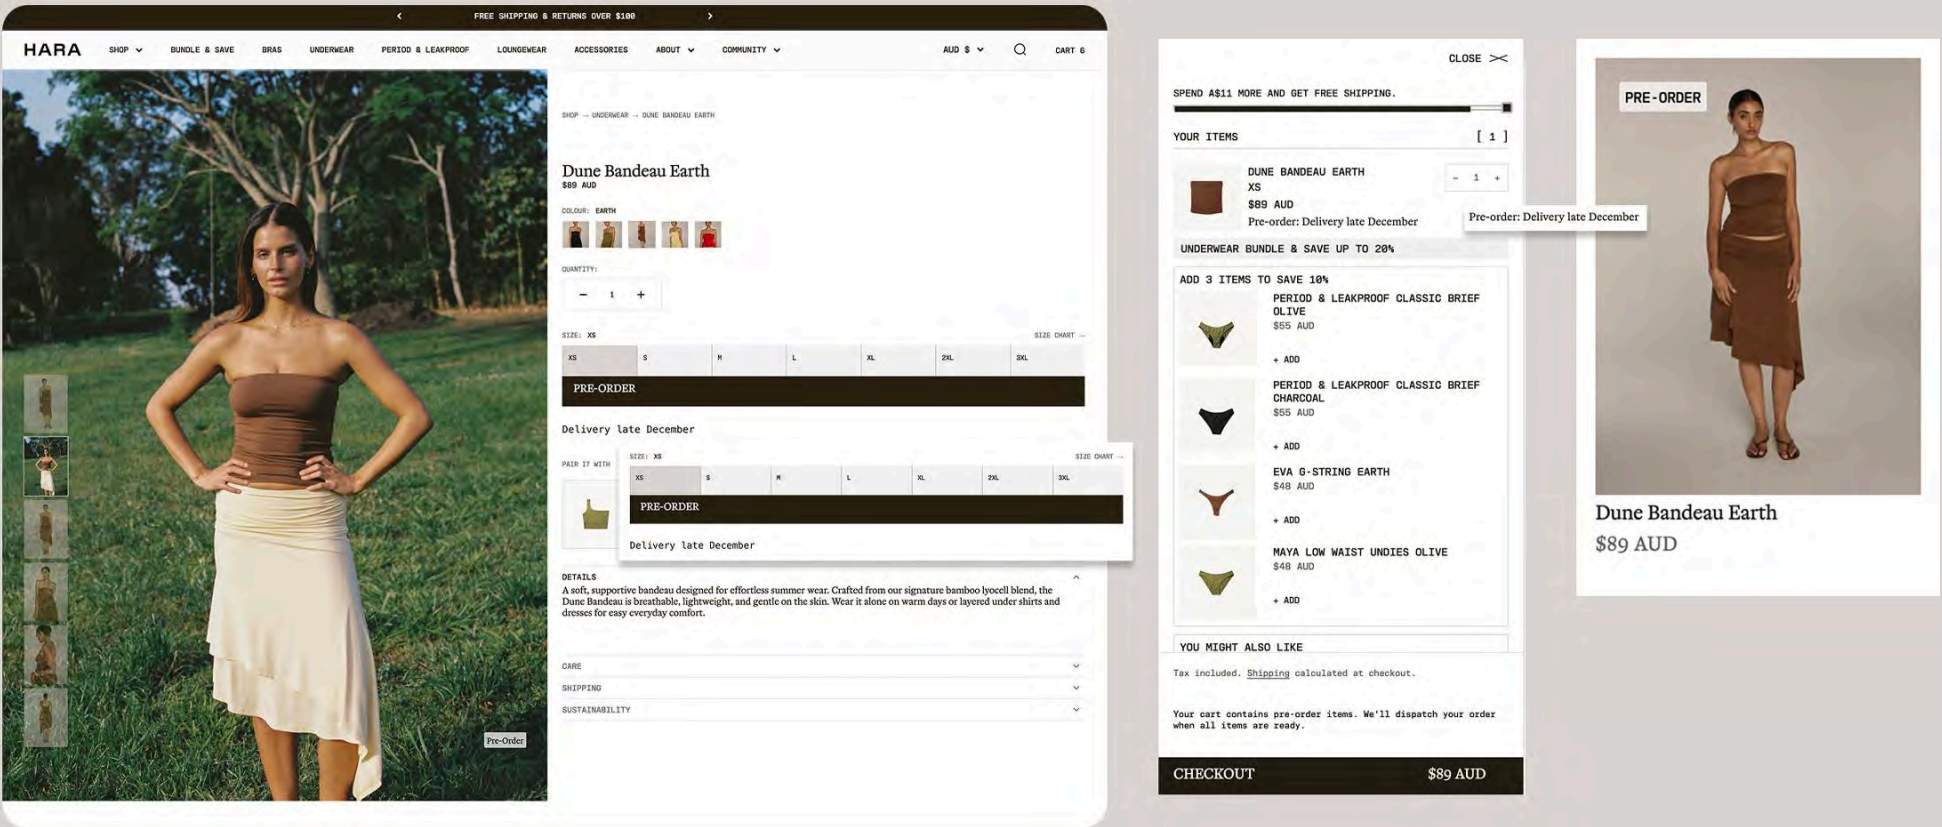 FREE SHIPPING & RETURNS OVER $100
HARA
SHOP
BUNDLE & SAVE
BRAS
UNDERWEAR
PERIOD & LEAKPROOF
LOUNGEWEAR
ACCESSORIES
ABOUT
COMMUNITY
AUD $
CART 6
SHOP → UNDERWEAR → DUNE BANDEAU EARTH
Dune Bandeau Earth
$89 AUD
COLOUR: EARTH
QUANTITY:
− 1 +
SIZE: XS
SIZE CHART →
XS S M L XL 2XL 3XL
PRE-ORDER
Delivery late December
PAIR IT WITH
SIZE: XS
SIZE CHART →
XS S M L XL 2XL 3XL
PRE-ORDER
Delivery late December
DETAILS
A soft, supportive bandeau designed for effortless summer wear. Crafted from our signature bamboo lyocell blend, the
Dune Bandeau is breathable, lightweight, and gentle on the skin. Wear it alone on warm days or layered under shirts and
dresses for easy everyday comfort.
CARE
SHIPPING
SUSTAINABILITY
Pre-Order
CLOSE
SPEND A$11 MORE AND GET FREE SHIPPING.
YOUR ITEMS
[ 1 ]
DUNE BANDEAU EARTH
XS
$89 AUD
Pre-order: Delivery late December
− 1 +
Pre-order: Delivery late December
UNDERWEAR BUNDLE & SAVE UP TO 20%
ADD 3 ITEMS TO SAVE 10%
PERIOD & LEAKPROOF CLASSIC BRIEF
OLIVE
$55 AUD
+ ADD
PERIOD & LEAKPROOF CLASSIC BRIEF
CHARCOAL
$55 AUD
+ ADD
EVA G-STRING EARTH
$48 AUD
+ ADD
MAYA LOW WAIST UNDIES OLIVE
$48 AUD
+ ADD
YOU MIGHT ALSO LIKE
Tax included. Shipping calculated at checkout.
Your cart contains pre-order items. We'll dispatch your order
when all items are ready.
CHECKOUT
$89 AUD
PRE-ORDER
Dune Bandeau Earth
$89 AUD